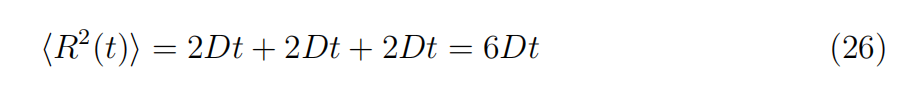 ⟨R²(t)⟩ = 2Dt + 2Dt + 2Dt = 6Dt (26)